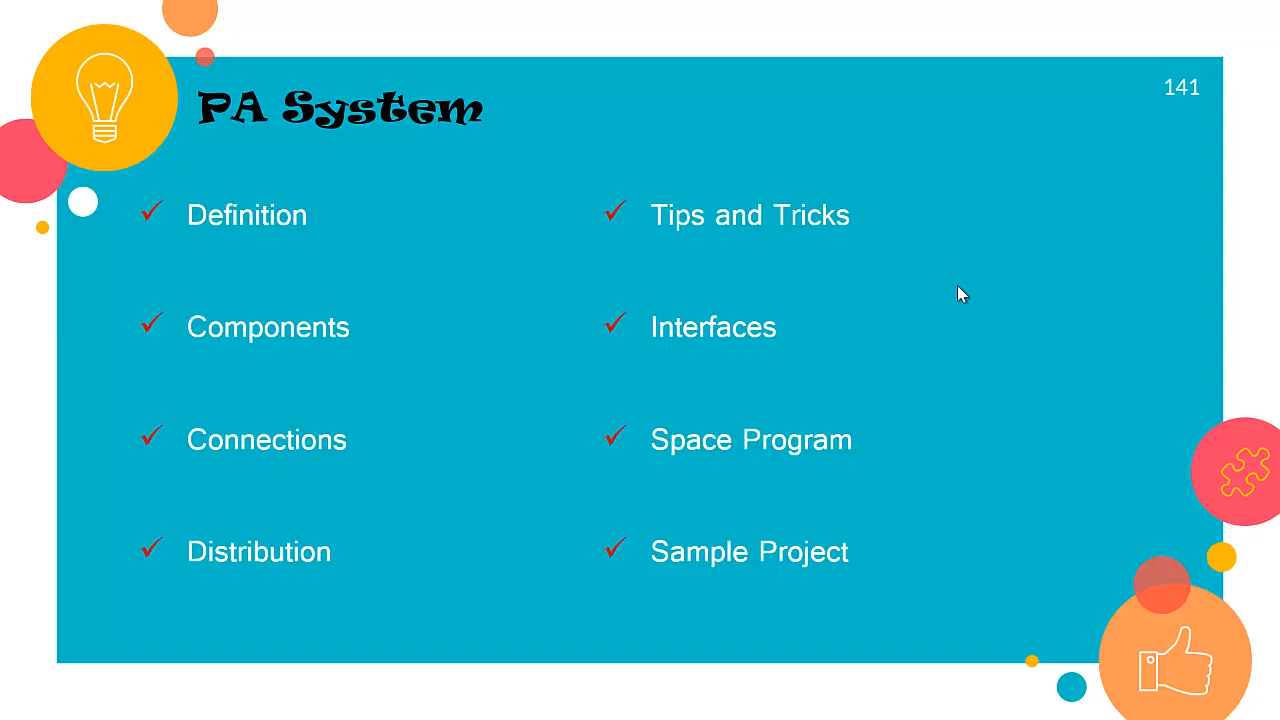 PA System
141
Definition
Components
Connections
Distribution
Tips and Tricks
Interfaces
Space Program
Sample Project